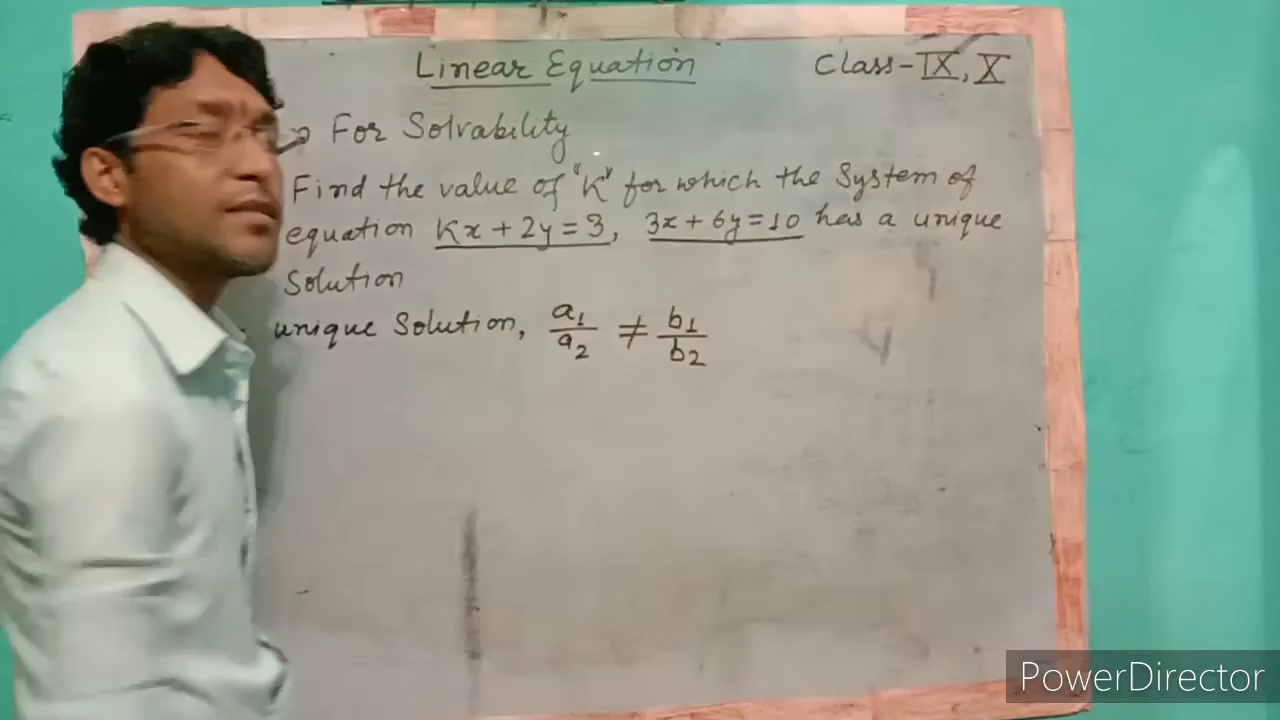 Linear Equation
Class-IX, X
For Solvability
Find the value of "K" for which the System of
equation Kx + 2y = 3, 3x + 6y = 10 has a unique
Solution
unique Solution, a₁/a₂ ≠ b₁/b₂
PowerDirector